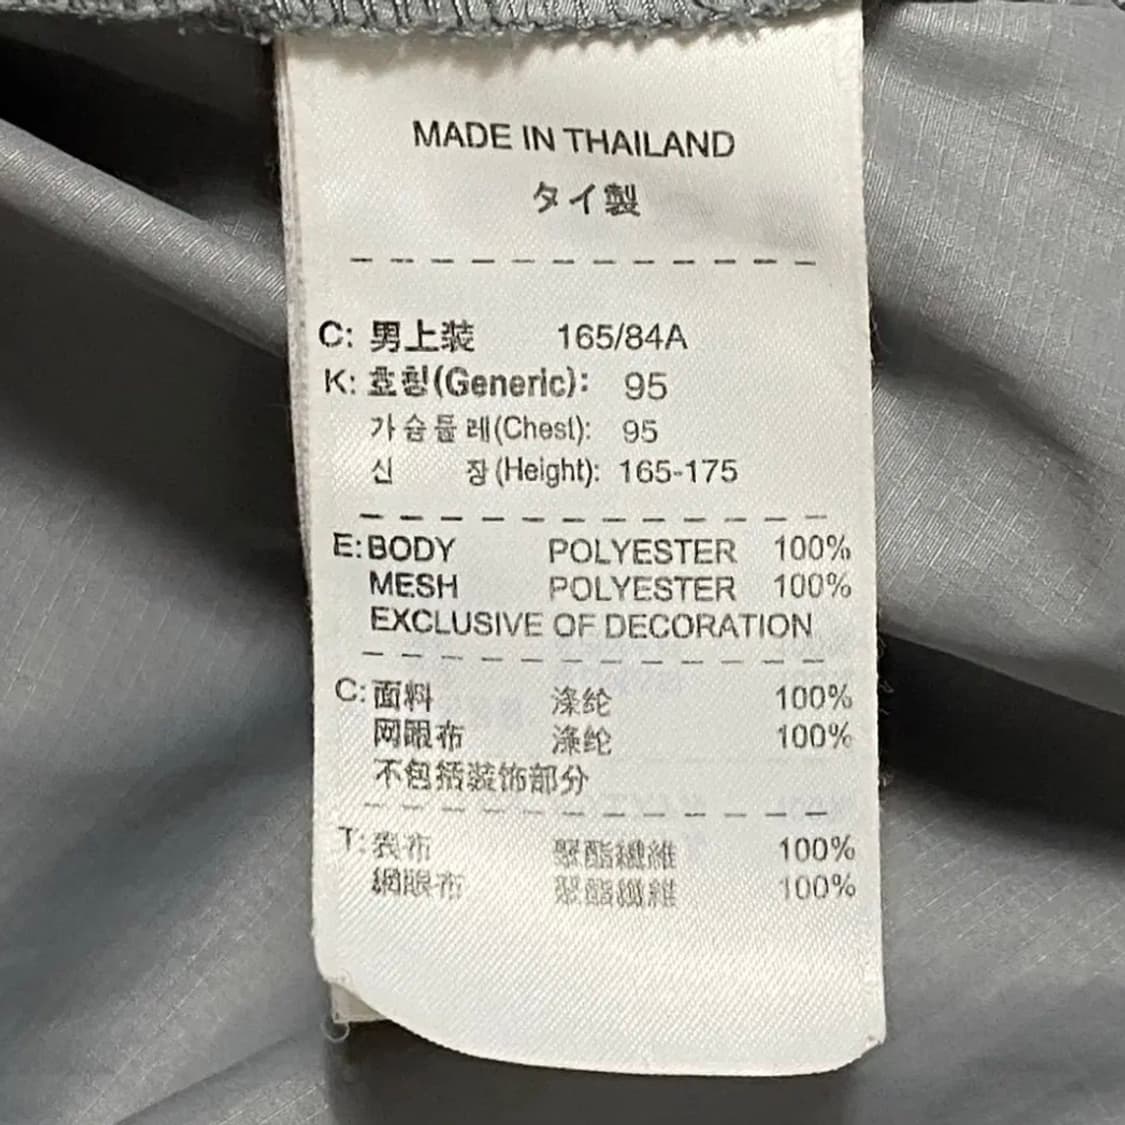 MADE IN THAILAND
タイ製
C: 男上装 165/84A
K: 호칭(Generic): 95
가슴둘레(Chest): 95
신 장(Height): 165-175
E: BODY POLYESTER 100%
MESH POLYESTER 100%
EXCLUSIVE OF DECORATION
C: 面料 涤纶 100%
网眼布 涤纶 100%
不包括装饰部分
T: 表布 聚酯纖維 100%
網眼布 聚酯纖維 100%